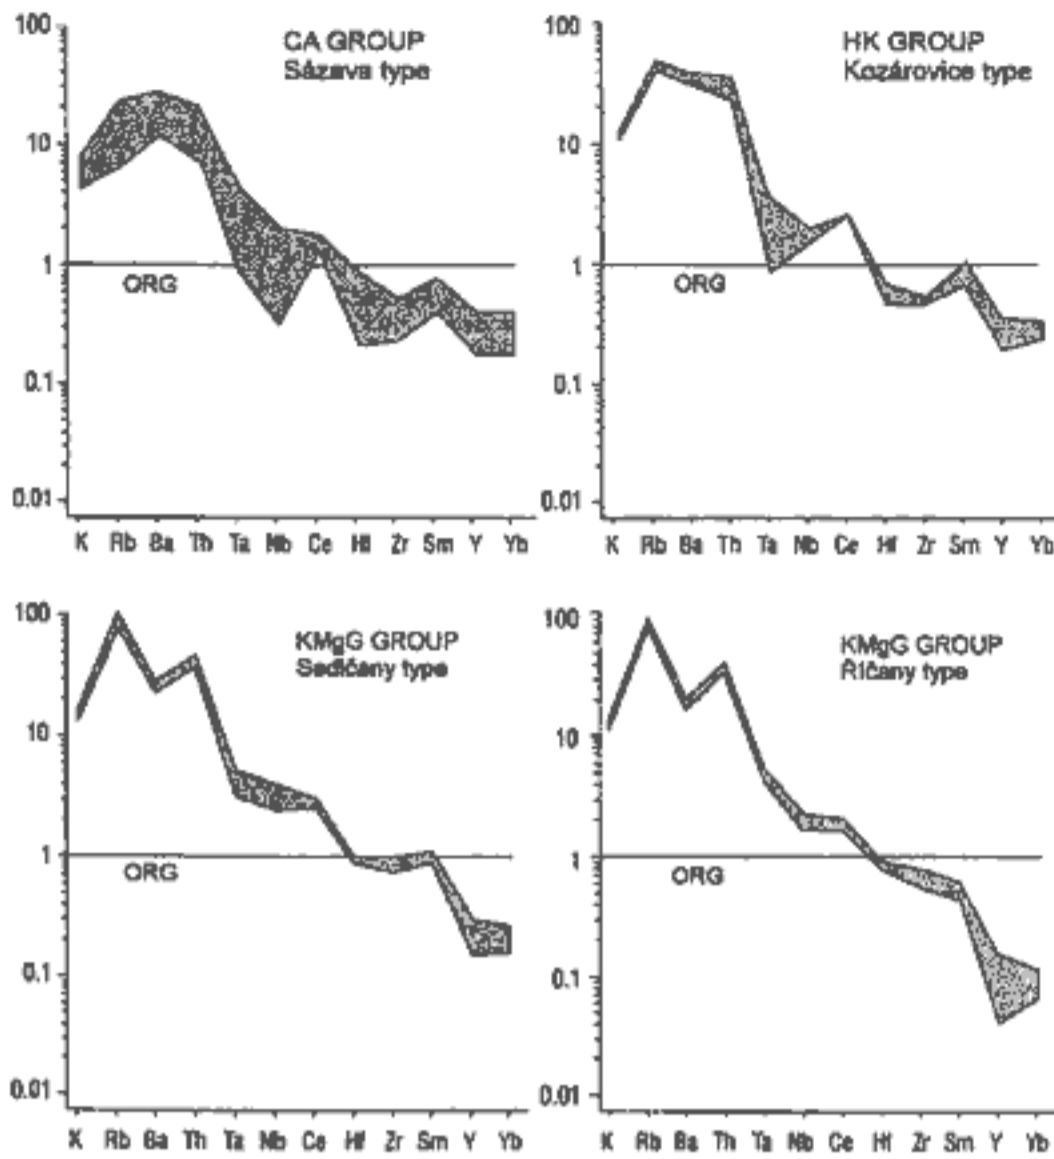 CA GROUP
Sázava type
100
10
1
0.1
0.01
ORG
K Rb Ba Th Ta Nb Ce Hf Zr Sm Y Yb
HK GROUP
Kozárovice type
100
10
1
0.1
0.01
ORG
K Rb Ba Th Ta Nb Ce Hf Zr Sm Y Yb
KMgG GROUP
Sedlčany type
100
10
1
0.1
0.01
ORG
K Rb Ba Th Ta Nb Ce Hf Zr Sm Y Yb
KMgG GROUP
Říčany type
100
10
1
0.1
0.01
ORG
K Rb Ba Th Ta Nb Ce Hf Zr Sm Y Yb